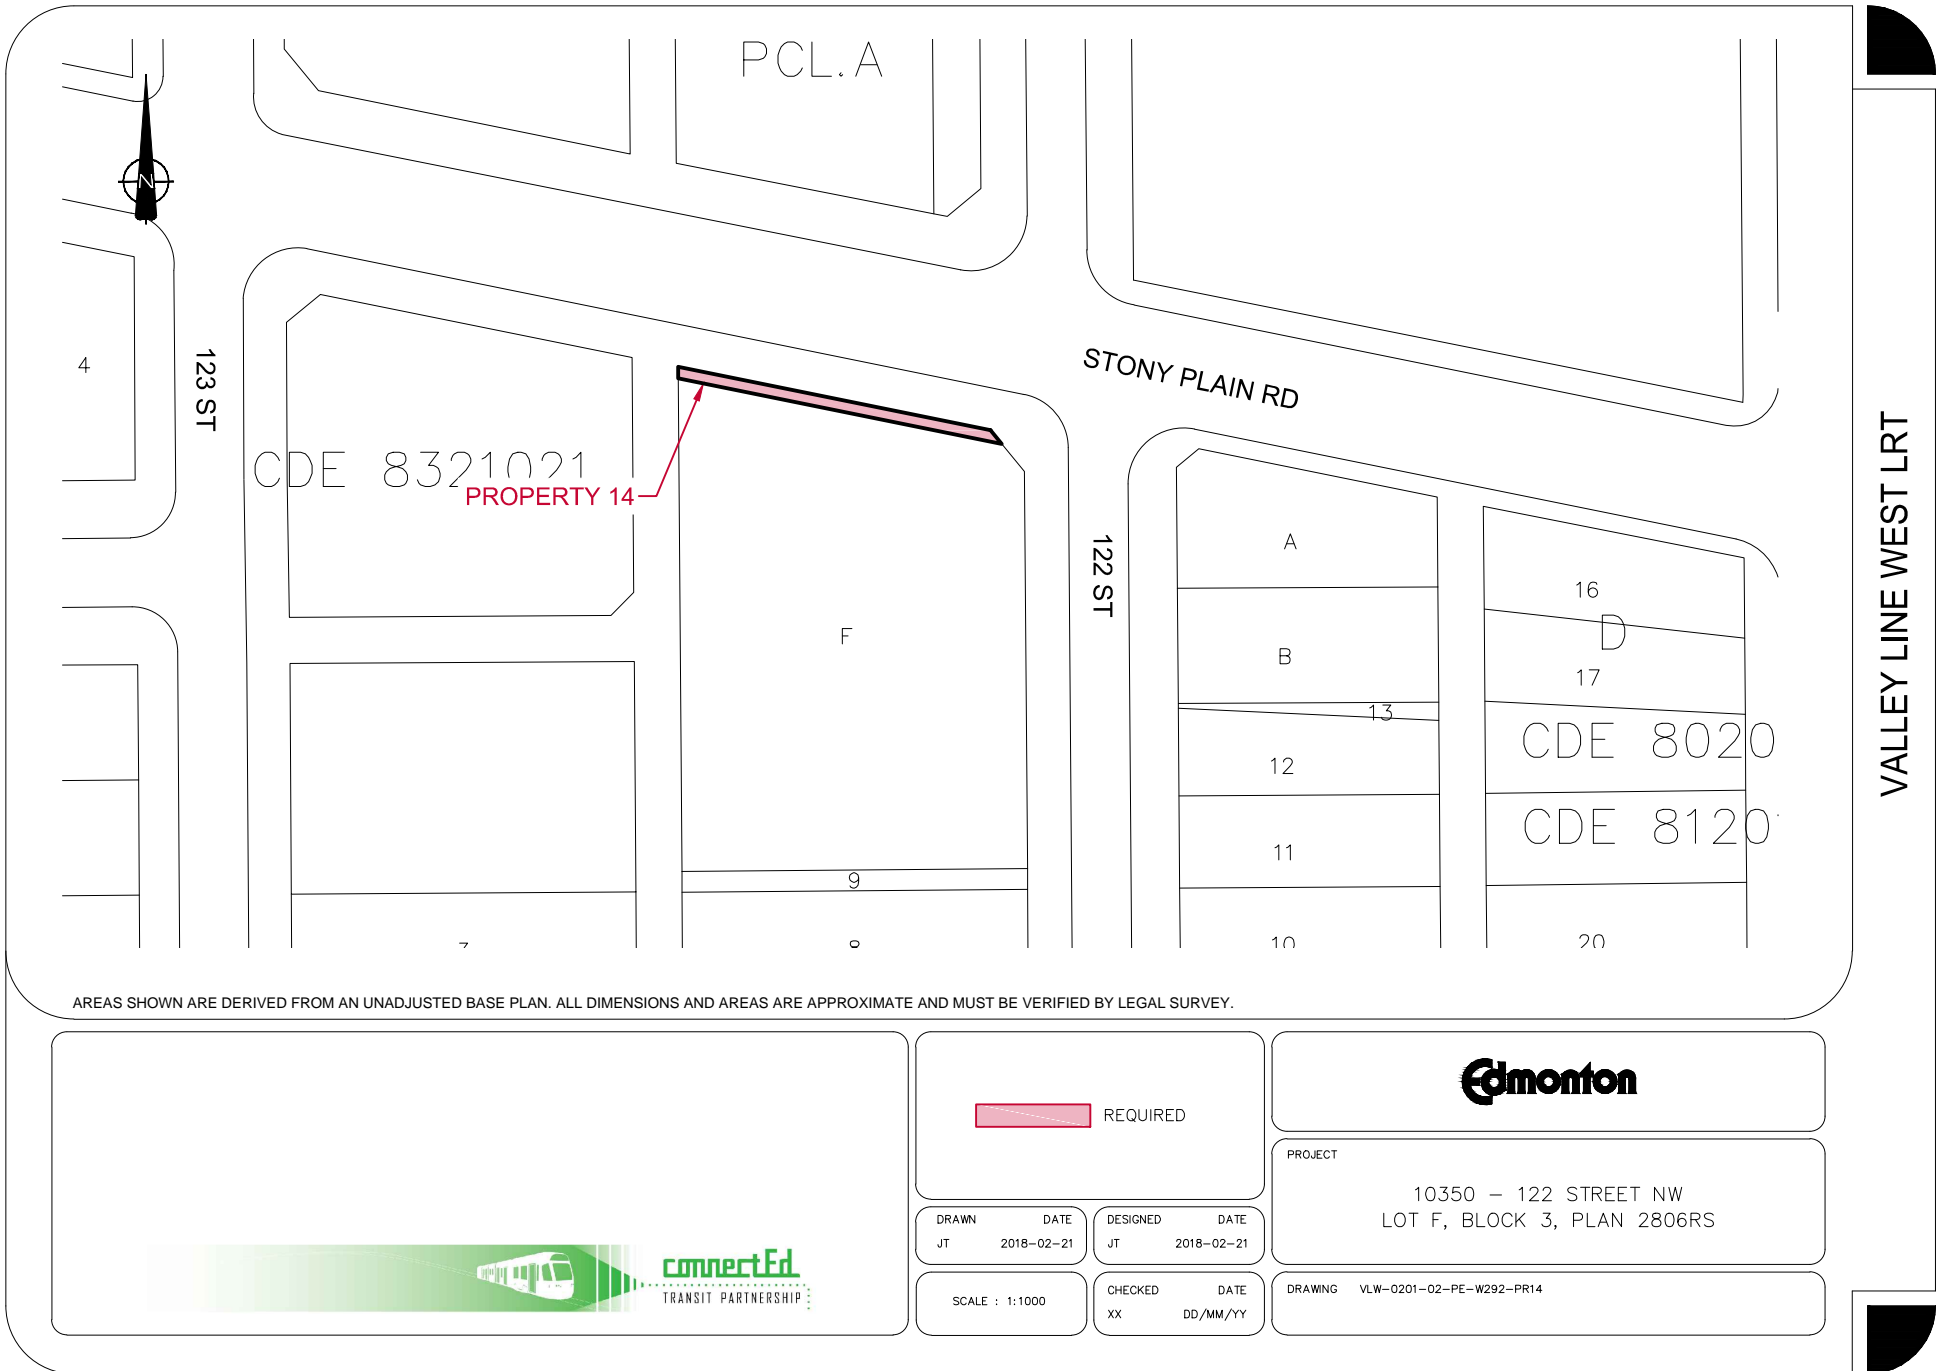 PCL.A
N
4
123 ST
STONY PLAIN RD
CDE 8321021
PROPERTY 14
122 ST
F
A
B
13
12
11
10
16
D
17
CDE 8020
CDE 8120
20
9
VALLEY LINE WEST LRT
AREAS SHOWN ARE DERIVED FROM AN UNADJUSTED BASE PLAN. ALL DIMENSIONS AND AREAS ARE APPROXIMATE AND MUST BE VERIFIED BY LEGAL SURVEY.
connectEd
TRANSIT PARTNERSHIP
REQUIRED
DRAWN DATE
JT 2018-02-21
DESIGNED DATE
JT 2018-02-21
SCALE : 1:1000
CHECKED DATE
XX DD/MM/YY
Edmonton
PROJECT
10350 - 122 STREET NW
LOT F, BLOCK 3, PLAN 2806RS
DRAWING VLW-0201-02-PE-W292-PR14